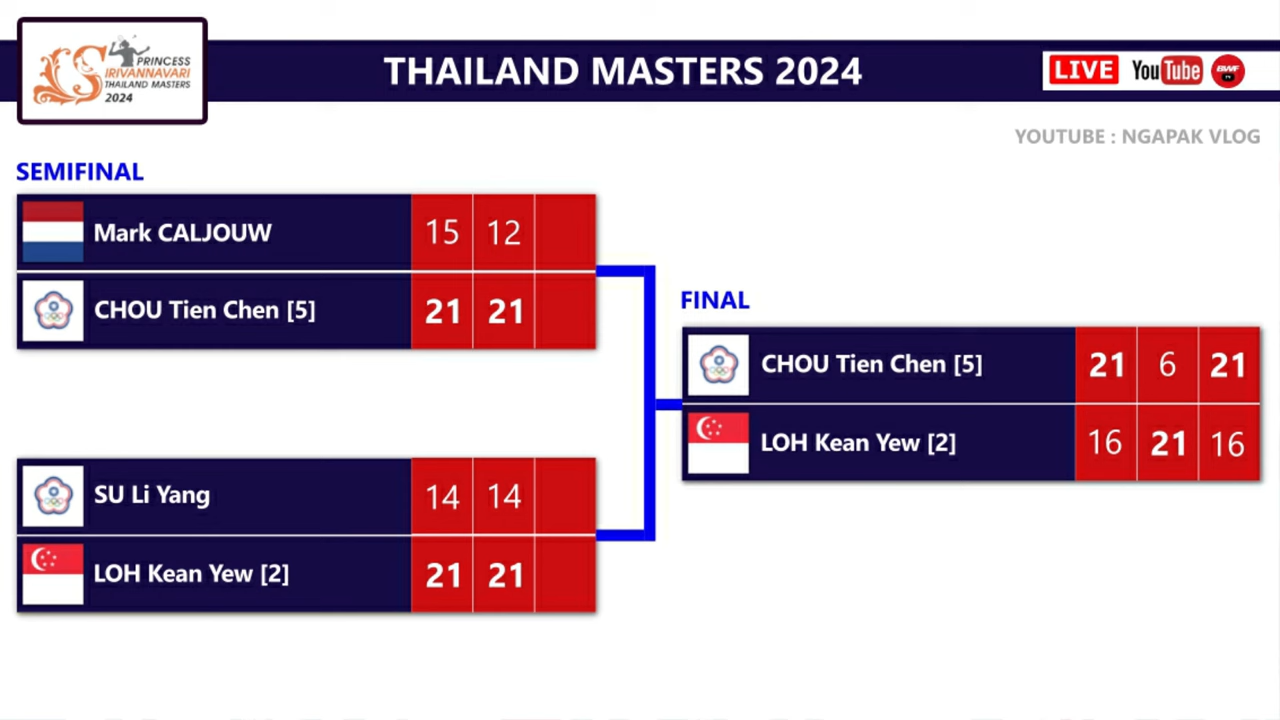 PRINCESS
SIRIVANNAVARI
THAILAND MASTERS
2024
THAILAND MASTERS 2024
LIVE YouTube BWF
YOUTUBE : NGAPAK VLOG
SEMIFINAL
Mark CALJOUW 15 12
CHOU Tien Chen [5] 21 21
FINAL
CHOU Tien Chen [5] 21 6 21
LOH Kean Yew [2] 16 21 16
SU Li Yang 14 14
LOH Kean Yew [2] 21 21